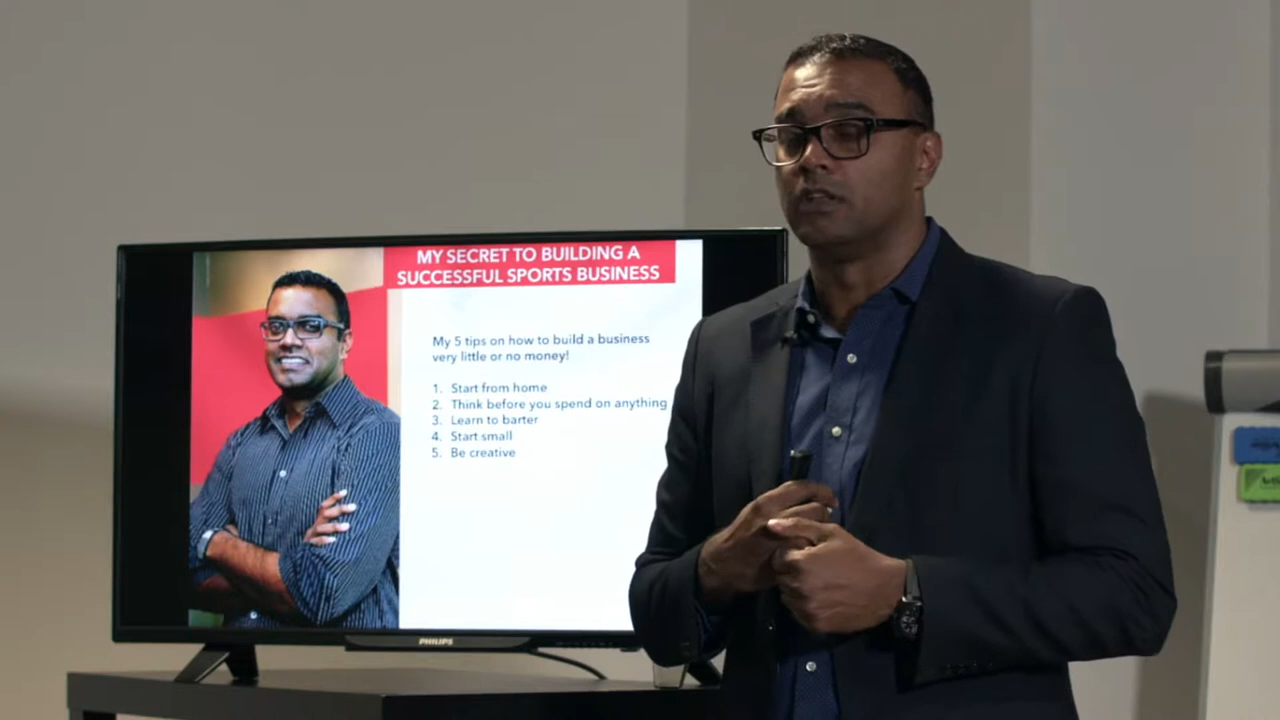 MY SECRET TO BUILDING A
SUCCESSFUL SPORTS BUSINESS
My 5 tips on how to build a business
very little or no money!
1. Start from home
2. Think before you spend on anything
3. Learn to barter
4. Start small
5. Be creative
PHILIPS